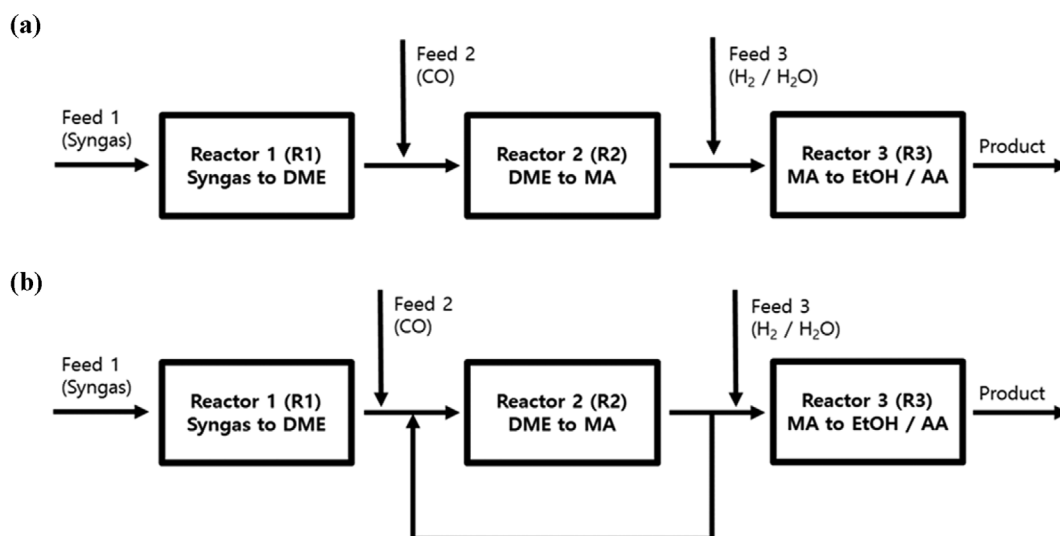 (a)
Feed 1
(Syngas)
Reactor 1 (R1)
Syngas to DME
Feed 2
(CO)
Reactor 2 (R2)
DME to MA
Feed 3
(H₂ / H₂O)
Reactor 3 (R3)
MA to EtOH / AA
Product
(b)
Feed 1
(Syngas)
Reactor 1 (R1)
Syngas to DME
Feed 2
(CO)
Reactor 2 (R2)
DME to MA
Feed 3
(H₂ / H₂O)
Reactor 3 (R3)
MA to EtOH / AA
Product